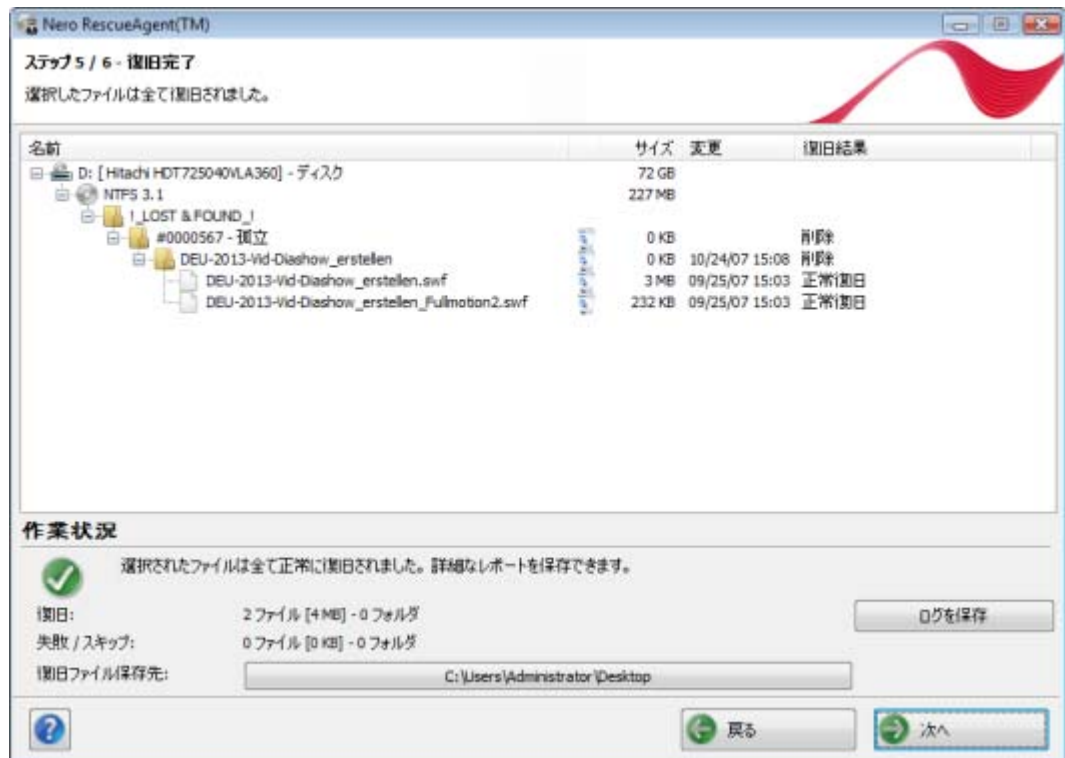 Nero RescueAgent(TM)
ステップ 5 / 6 - 復旧完了
選択したファイルは全て復旧されました。
名前 サイズ 変更 復旧結果
D: [Hitachi HDT725040VLA360] - ディスク 72 GB
NTFS 3.1 227 MB
!_LOST & FOUND_!
#0000567 - 孤立 0 KB 削除
DEU-2013-Vid-Diashow_erstellen 0 KB 10/24/07 15:08 削除
DEU-2013-Vid-Diashow_erstellen.swf 3 MB 09/25/07 15:03 正常復旧
DEU-2013-Vid-Diashow_erstellen_Fullmotion2.swf 232 KB 09/25/07 15:03 正常復旧
作業状況
選択されたファイルは全て正常に復旧されました。詳細なレポートを保存できます。
復旧: 2 ファイル [4 MB] - 0 フォルダ
ログを保存
失敗 / スキップ: 0 ファイル [0 KB] - 0 フォルダ
復旧ファイル保存先: C:\Users\Administrator\Desktop
戻る 次へ